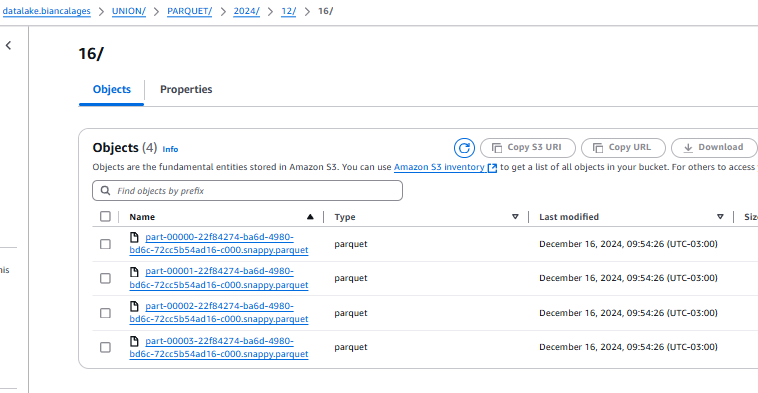 datalake.biancalages > UNION/ > PARQUET/ > 2024/ > 12/ > 16/
16/
Objects Properties
Objects (4) Info Copy S3 URI Copy URL Download
Objects are the fundamental entities stored in Amazon S3. You can use Amazon S3 inventory to get a list of all objects in your bucket. For others to access
Find objects by prefix
Name Type Last modified Siz
part-00000-22f84274-ba6d-4980-
bd6c-72cc5b54ad16-c000.snappy.parquet parquet December 16, 2024, 09:54:26 (UTC-03:00)
part-00001-22f84274-ba6d-4980-
his
bd6c-72cc5b54ad16-c000.snappy.parquet parquet December 16, 2024, 09:54:26 (UTC-03:00)
part-00002-22f84274-ba6d-4980-
bd6c-72cc5b54ad16-c000.snappy.parquet parquet December 16, 2024, 09:54:26 (UTC-03:00)
part-00003-22f84274-ba6d-4980-
bd6c-72cc5b54ad16-c000.snappy.parquet parquet December 16, 2024, 09:54:26 (UTC-03:00)